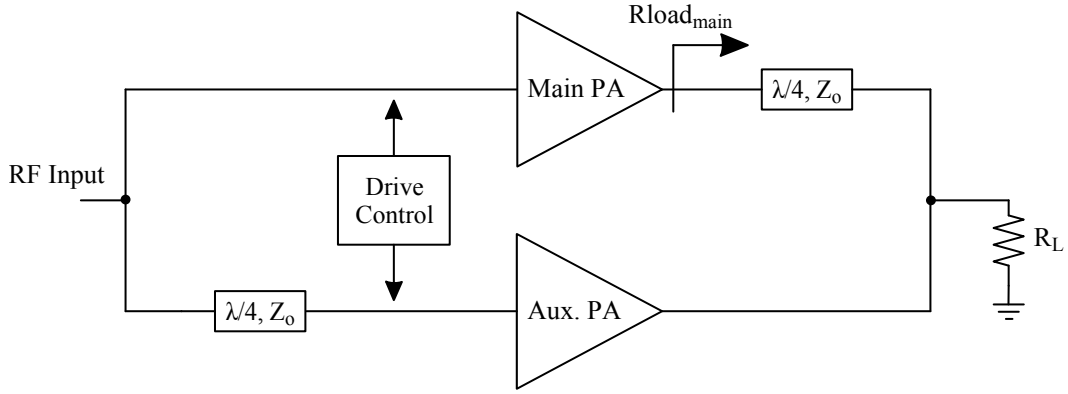 Rload_main
Main PA
λ/4, Z_o
RF Input
Drive
Control
R_L
λ/4, Z_o
Aux. PA